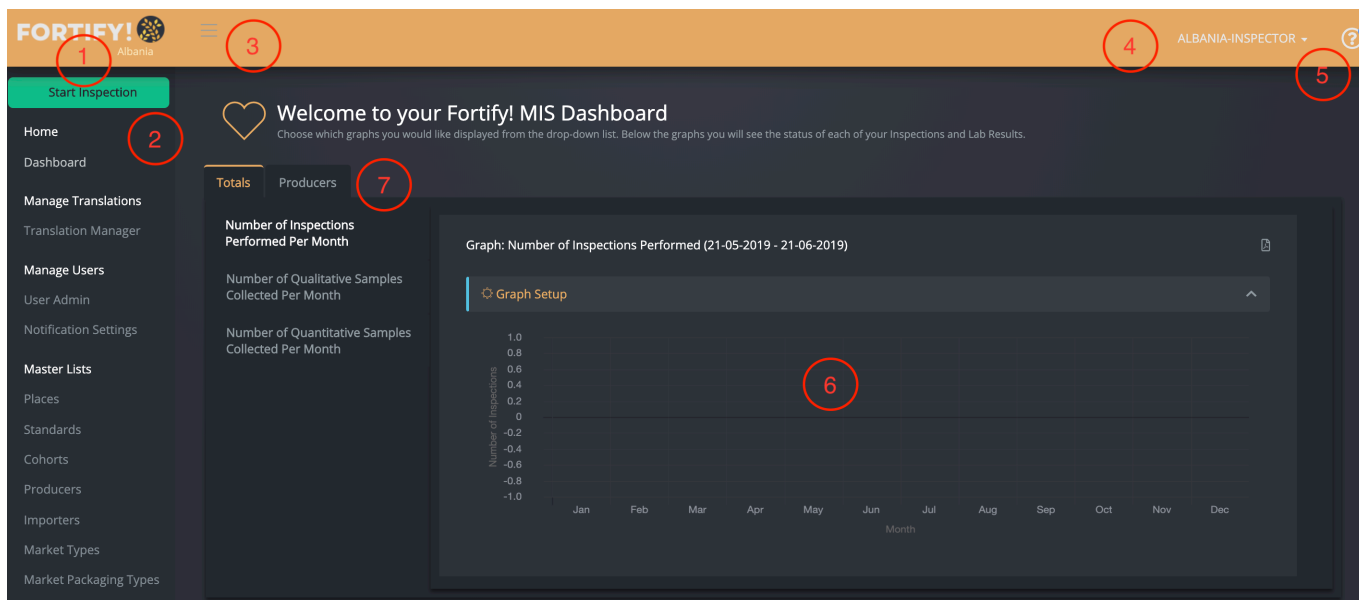 FORTIFY!
Albania
1
3
4
ALBANIA-INSPECTOR
?
5
Start Inspection
2
Home
Dashboard
Manage Translations
Translation Manager
Manage Users
User Admin
Notification Settings
Master Lists
Places
Standards
Cohorts
Producers
Importers
Market Types
Market Packaging Types
Welcome to your Fortify! MIS Dashboard
Choose which graphs you would like displayed from the drop-down list. Below the graphs you will see the status of each of your Inspections and Lab Results.
Totals
Producers
7
Number of Inspections
Performed Per Month
Number of Qualitative Samples
Collected Per Month
Number of Quantitative Samples
Collected Per Month
Graph: Number of Inspections Performed (21-05-2019 - 21-06-2019)
Graph Setup
Number of Inspections
1.0
0.8
0.6
0.4
0.2
0
-0.2
-0.4
-0.6
-0.8
-1.0
6
Jan Feb Mar Apr May Jun Jul Aug Sep Oct Nov Dec
Month